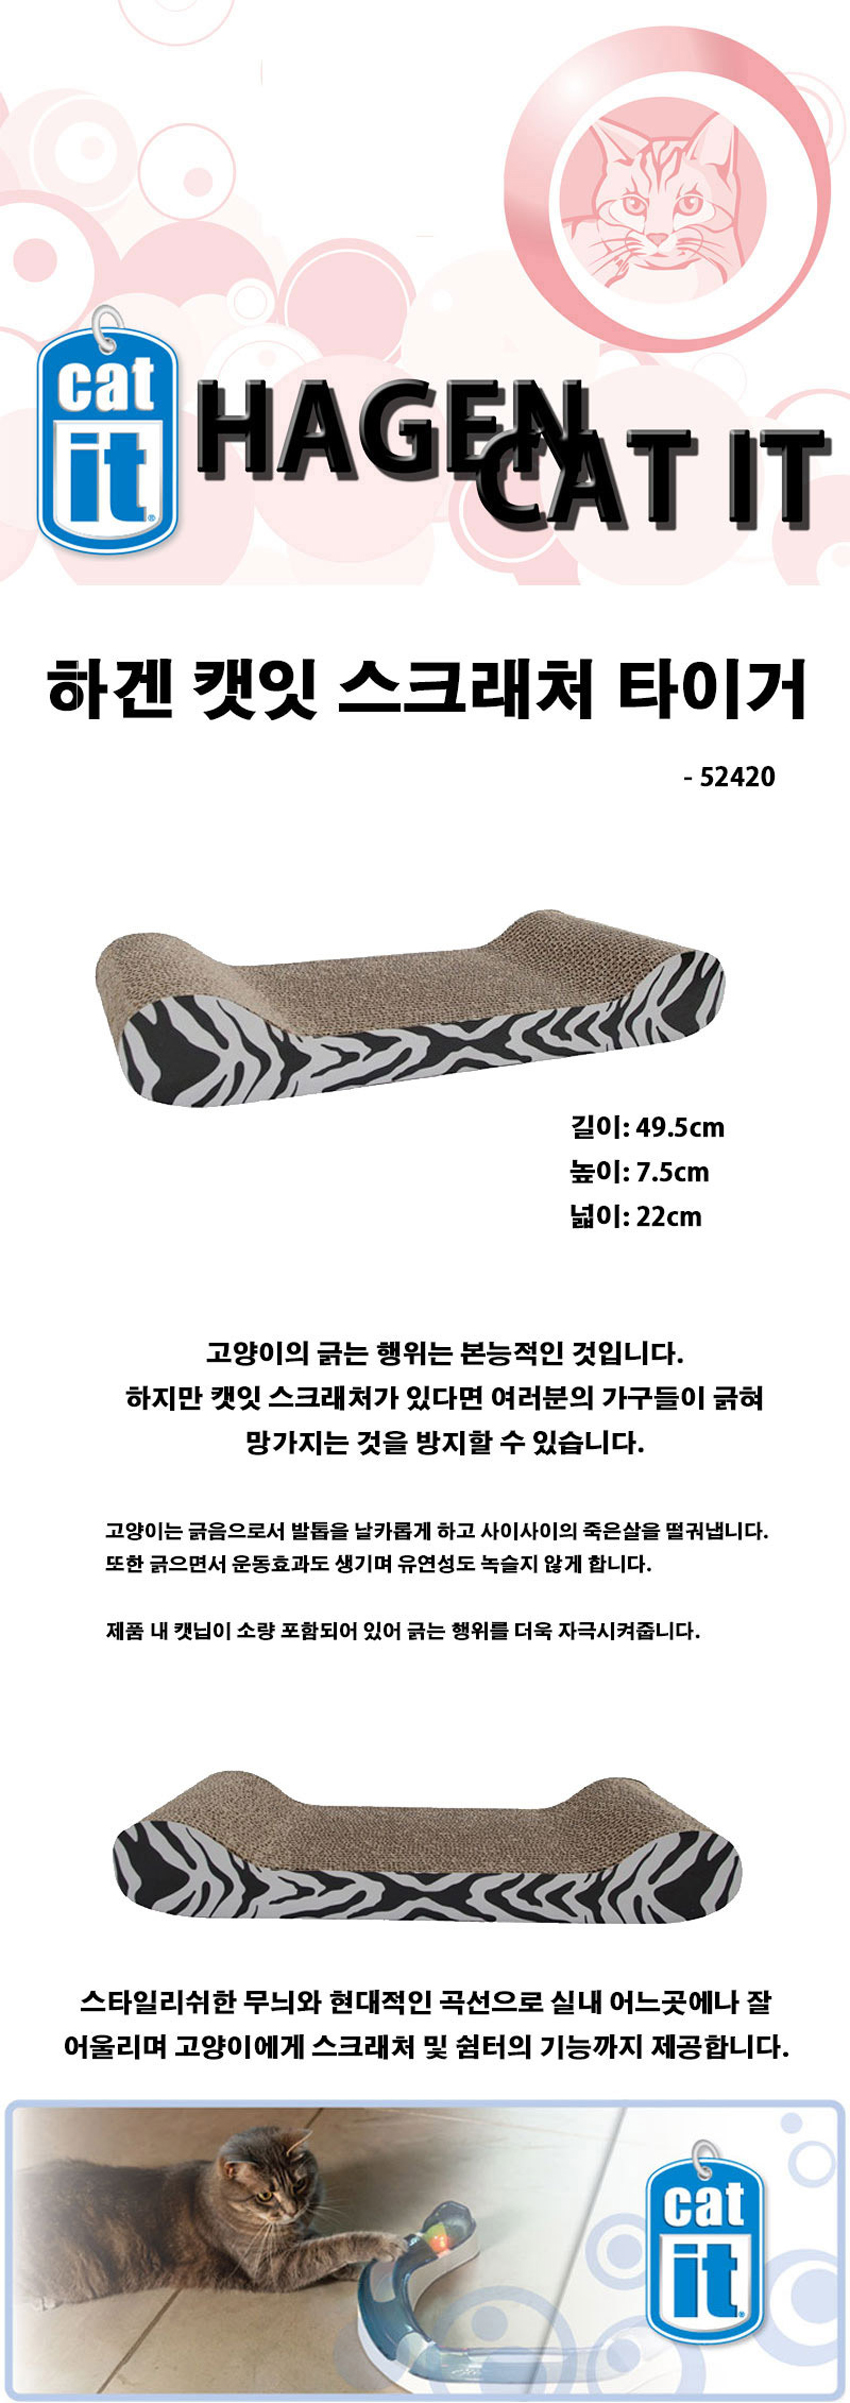 cat
it
HAGEN
CAT IT
하겐 캣잇 스크래처 타이거
- 52420
길이: 49.5cm
높이: 7.5cm
넓이: 22cm
고양이의 긁는 행위는 본능적인 것입니다.
하지만 캣잇 스크래처가 있다면 여러분의 가구들이 긁혀
망가지는 것을 방지할 수 있습니다.
고양이는 긁음으로서 발톱을 날카롭게 하고 사이사이의 죽은살을 떨궈냅니다.
또한 긁으면서 운동효과도 생기며 유연성도 녹슬지 않게 합니다.
제품 내 캣닙이 소량 포함되어 있어 긁는 행위를 더욱 자극시켜줍니다.
스타일리쉬한 무늬와 현대적인 곡선으로 실내 어느곳에나 잘
어울리며 고양이에게 스크래처 및 쉼터의 기능까지 제공합니다.
cat
it